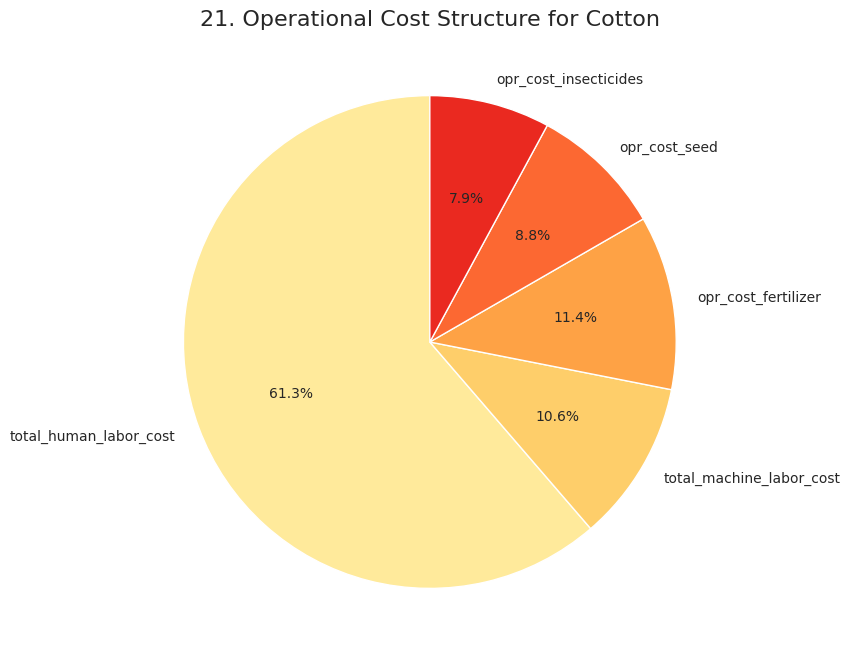 21. Operational Cost Structure for Cotton
opr_cost_insecticides
opr_cost_seed
7.9%
8.8%
opr_cost_fertilizer
11.4%
61.3%
10.6%
total_human_labor_cost
total_machine_labor_cost